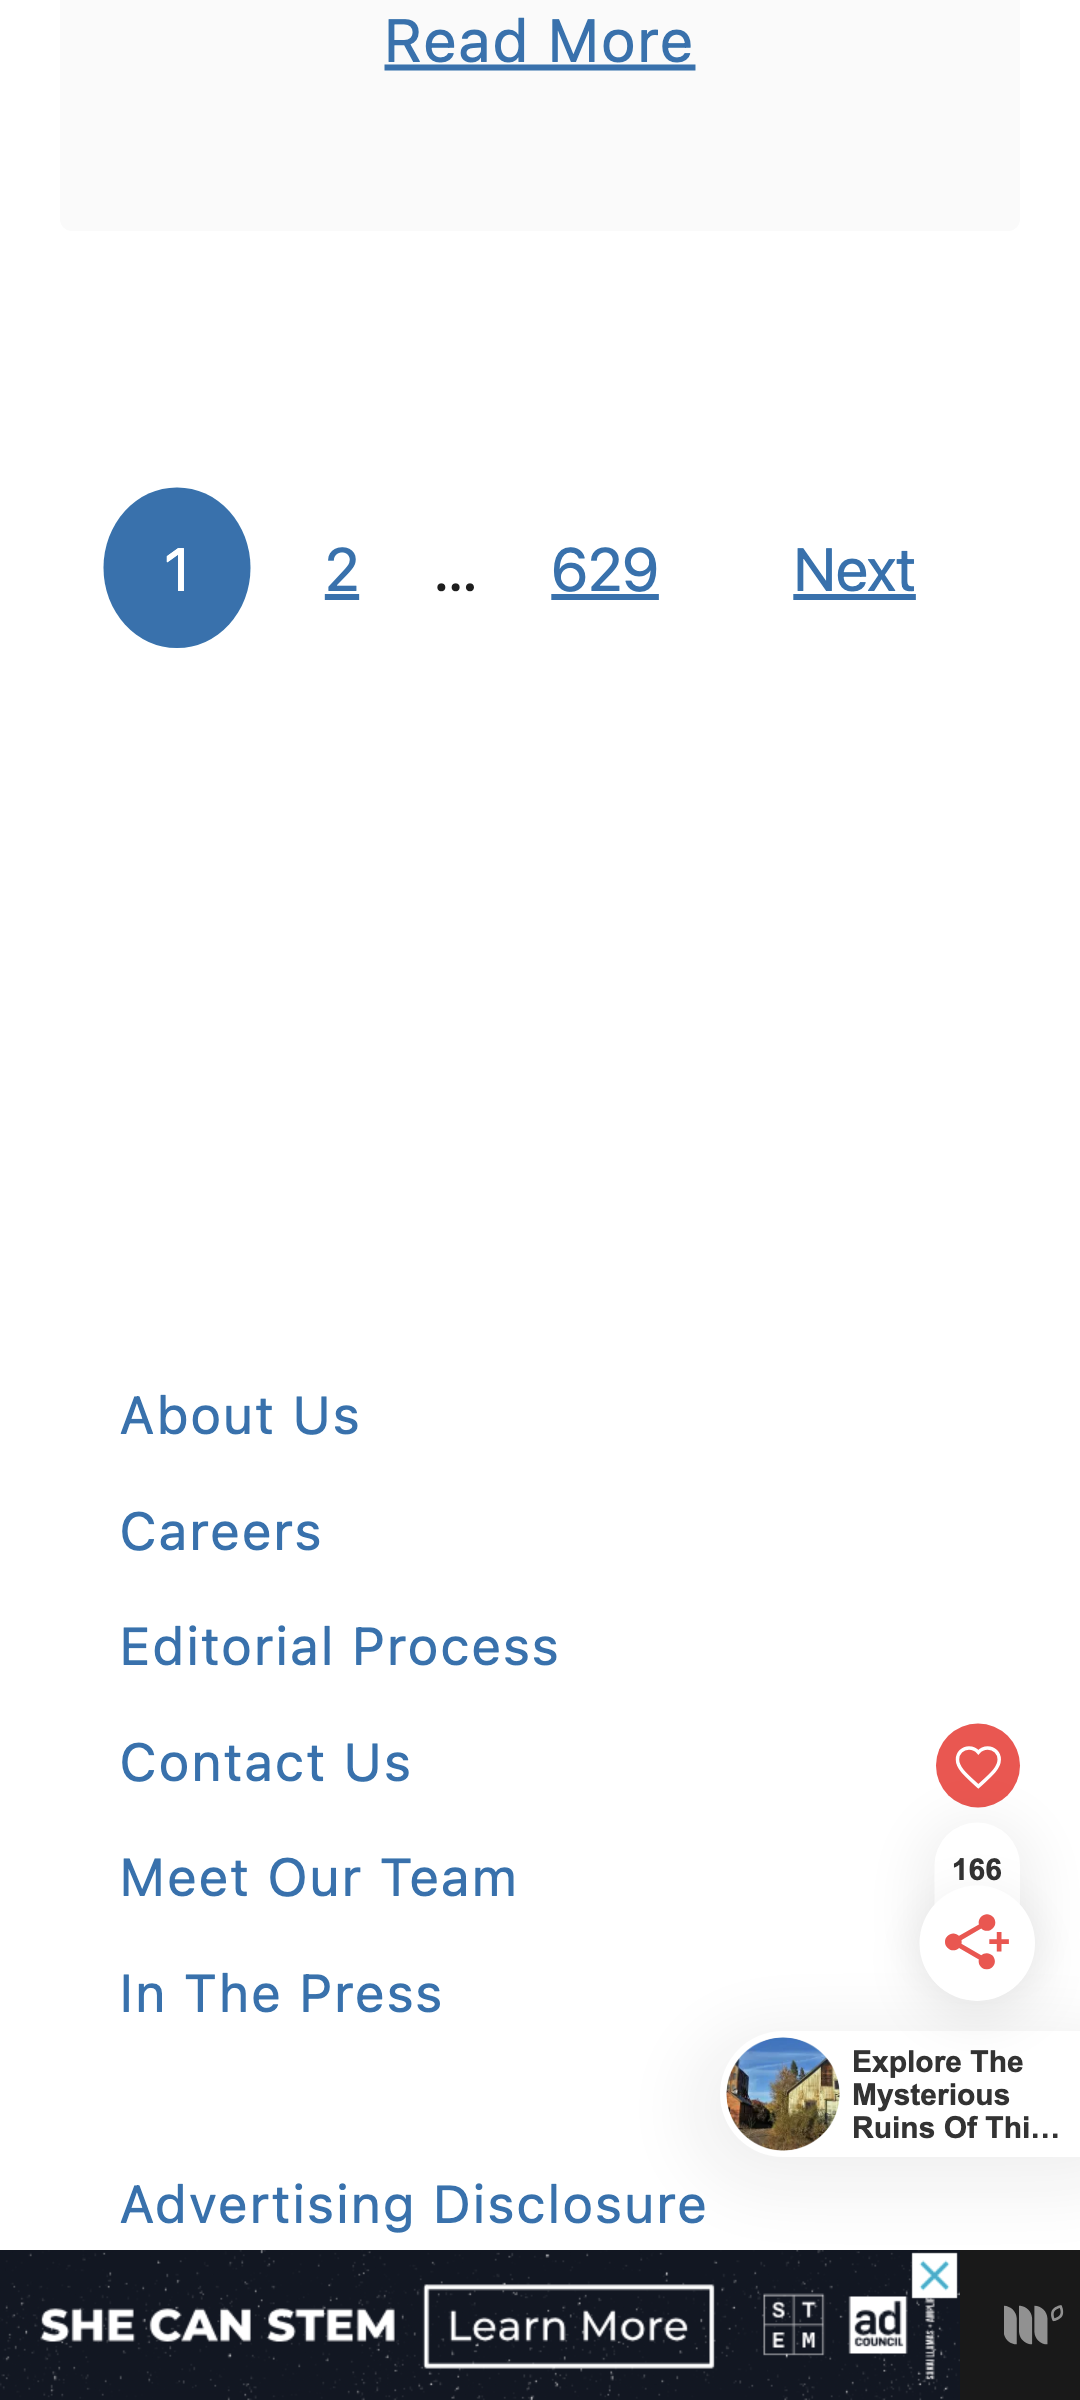 Read More
1 2 ... 629 Next
About Us
Careers
Editorial Process
Contact Us
Meet Our Team
In The Press
166
Explore The
Mysterious
Ruins Of Thi...
Advertising Disclosure
SHE CAN STEM
Learn More
S T
E M
ad
COUNCIL